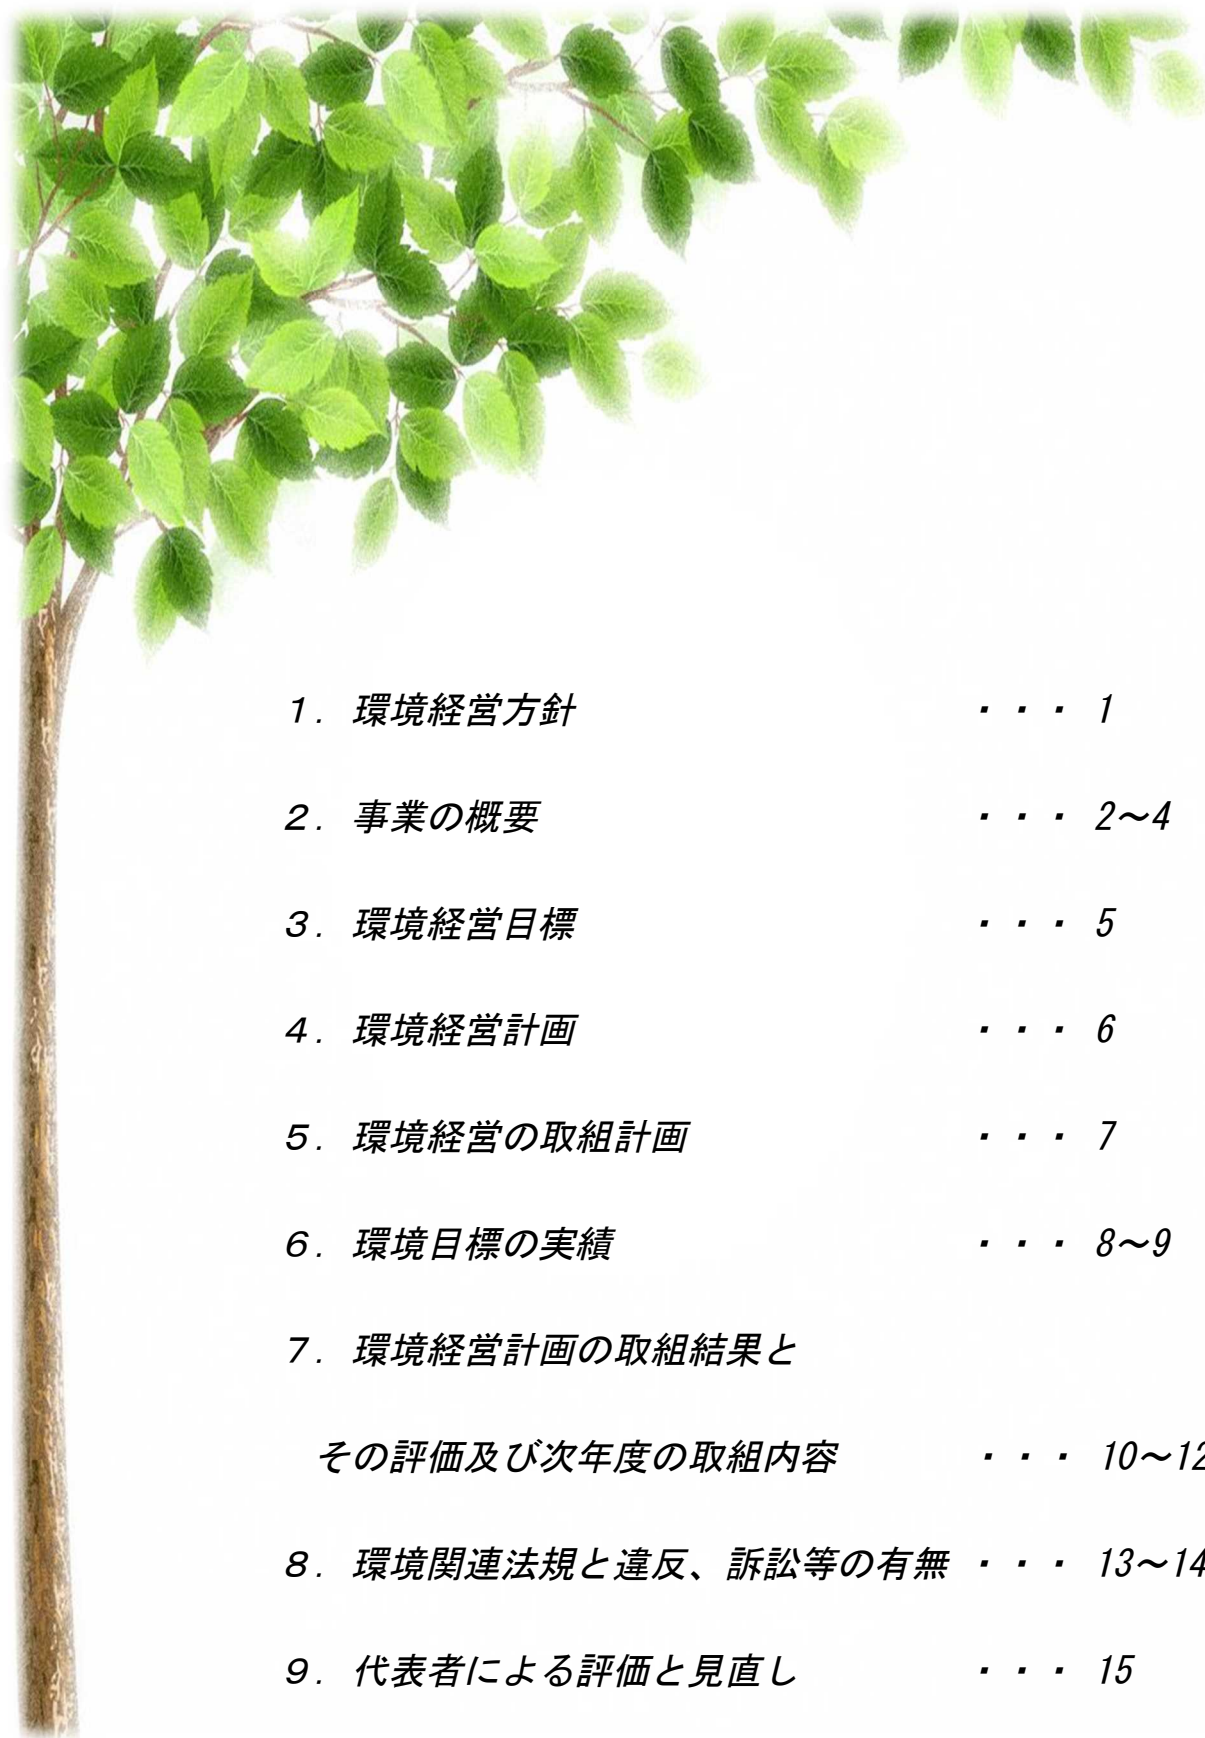 １．環境経営方針 ・・・ 1
２．事業の概要 ・・・ 2～4
３．環境経営目標 ・・・ 5
４．環境経営計画 ・・・ 6
５．環境経営の取組計画 ・・・ 7
６．環境目標の実績 ・・・ 8～9
７．環境経営計画の取組結果と
その評価及び次年度の取組内容 ・・・ 10～12
８．環境関連法規と違反、訴訟等の有無 ・・・ 13～14
９．代表者による評価と見直し ・・・ 15